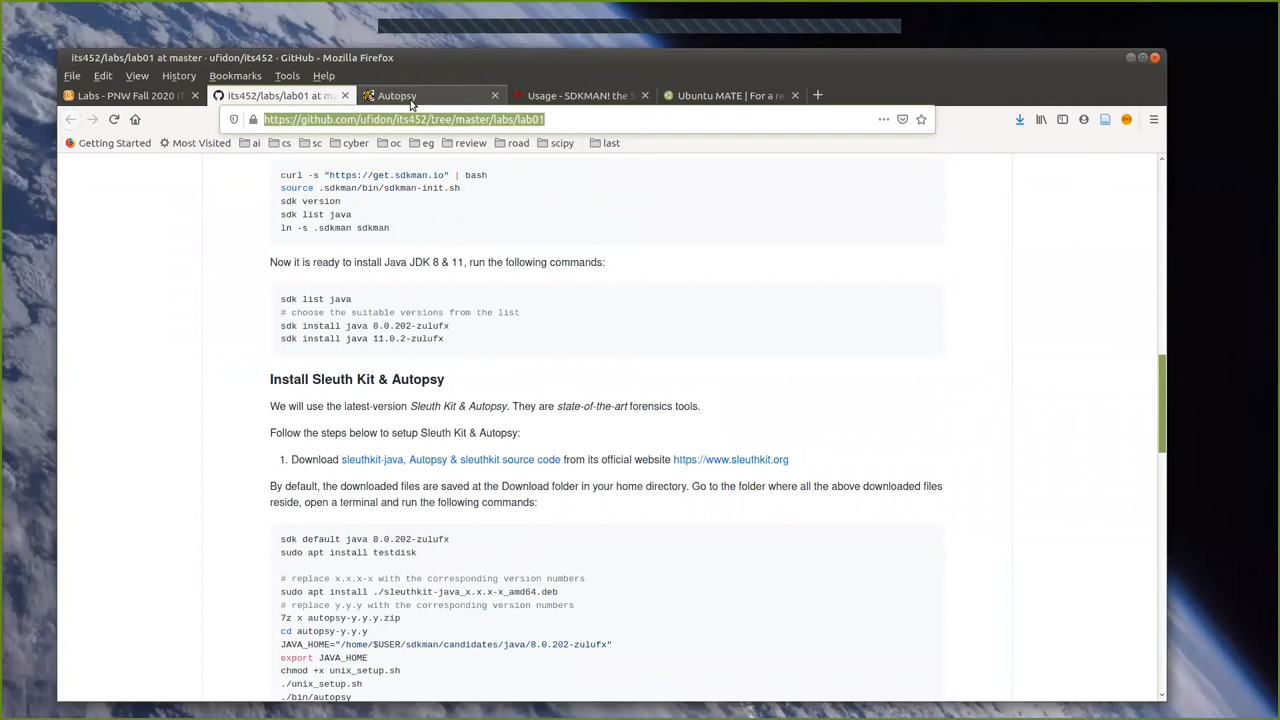 its452/labs/lab01 at master · ufidon/its452 · GitHub - Mozilla Firefox
File Edit View History Bookmarks Tools Help
Labs - PNW Fall 2020 IT
its452/labs/lab01 at ma
Autopsy
Usage - SDKMAN! the S
Ubuntu MATE | For a re
https://github.com/ufidon/its452/tree/master/labs/lab01
Getting Started Most Visited ai cs sc cyber oc eg review road scipy last
curl -s "https://get.sdkman.io" | bash
source .sdkman/bin/sdkman-init.sh
sdk version
sdk list java
ln -s .sdkman sdkman
Now it is ready to install Java JDK 8 & 11, run the following commands:
sdk list java
# choose the suitable versions from the list
sdk install java 8.0.202-zulufx
sdk install java 11.0.2-zulufx
Install Sleuth Kit & Autopsy
We will use the latest-version Sleuth Kit & Autopsy. They are state-of-the-art forensics tools.
Follow the steps below to setup Sleuth Kit & Autopsy:
1. Download sleuthkit-java, Autopsy & sleuthkit source code from its official website https://www.sleuthkit.org
By default, the downloaded files are saved at the Download folder in your home directory. Go to the folder where all the above downloaded files
reside, open a terminal and run the following commands:
sdk default java 8.0.202-zulufx
sudo apt install testdisk
# replace x.x.x-x with the corresponding version numbers
sudo apt install ./sleuthkit-java_x.x.x-x_amd64.deb
# replace y.y.y with the corresponding version numbers
7z x autopsy-y.y.y.zip
cd autopsy-y.y.y
JAVA_HOME="/home/$USER/sdkman/candidates/java/8.0.202-zulufx"
export JAVA_HOME
chmod +x unix_setup.sh
./unix_setup.sh
./bin/autopsy